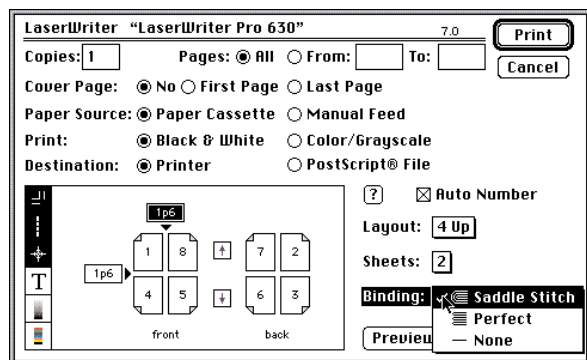 LaserWriter "LaserWriter Pro 630" 7.0 Print
Copies: 1 Pages: All From: To: Cancel
Cover Page: No First Page Last Page
Paper Source: Paper Cassette Manual Feed
Print: Black & White Color/Grayscale
Destination: Printer PostScript® File
? Auto Number
1p6
Layout: 4 Up
1 8 7 2
Sheets: 2
1p6
T
4 5 6 3
Binding: Saddle Stitch
Perfect
front back
Preview None